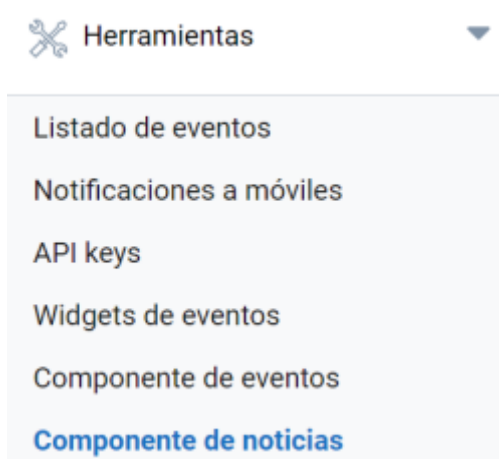 Herramientas
Listado de eventos
Notificaciones a móviles
API keys
Widgets de eventos
Componente de eventos
Componente de noticias